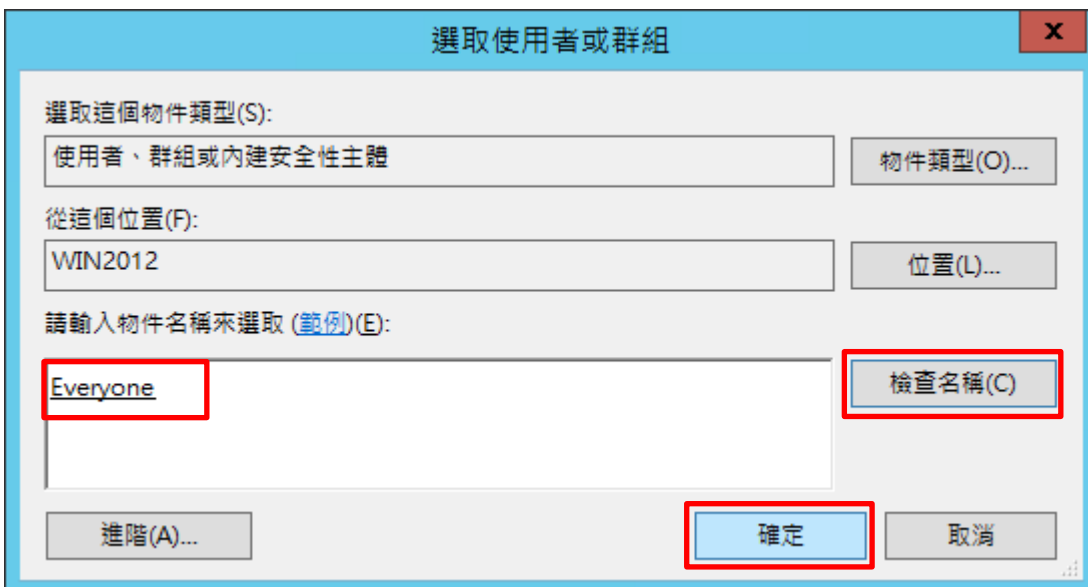 選取使用者或群組
x
選取這個物件類型(S):
使用者、群組或內建安全性主體
物件類型(O)...
從這個位置(F):
WIN2012
位置(L)...
請輸入物件名稱來選取 (範例)(E):
Everyone
檢查名稱(C)
進階(A)...
確定
取消